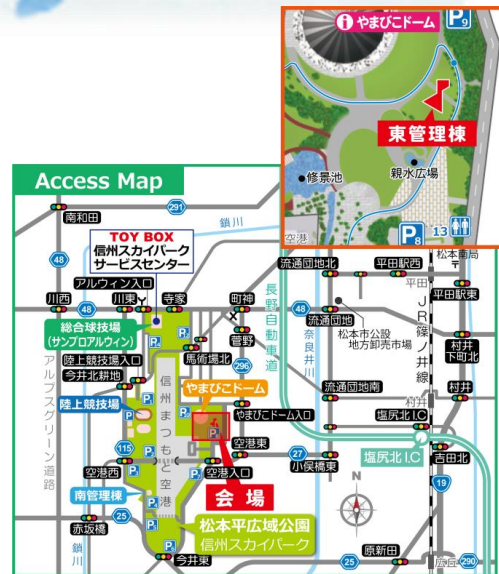 やまびこドーム
P9
東管理棟
修景池
親水広場
空港
P8
13
Access Map
291
南和田
鎖川
48
TOY BOX
信州スカイパーク
サービスセンター
アルウィン入口
川西
48
川東
寺家
町神
総合球技場
(サンプロアルウィン)
菅野
陸上競技場入口
馬術場北
今井北耕地
296
アルプスグリーン道路
信州まつもと空港
やまびこドーム
陸上競技場
やまびこドーム入口
P
115
空港東
空港西
空港入口
27
小俣橋東
南管理棟
会場
25
赤坂橋
松本平広域公園
信州スカイパーク
鎖川
今井東
流通団地北
平田駅西
松本南局
平田
平田駅東
長野自動車道
48
流通団地
奈良井川
松本市公設
地方卸売市場
JR篠ノ井線
村井
下町北
流通団地南
村井
村井
塩尻北I.C
塩尻北I.C
吉田北
N
19
原新田
25
広丘
290